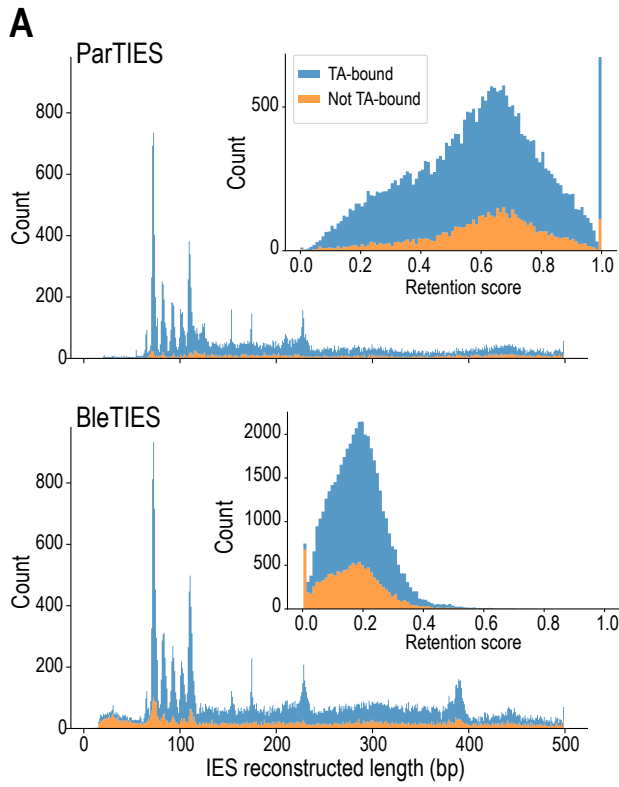 A
ParTIES
Count
800
600
400
200
0
TA-bound
Not TA-bound
Count
500
0
0.0 0.2 0.4 0.6 0.8 1.0
Retention score
BleTIES
Count
800
600
400
200
0
Count
2000
1500
1000
500
0
0.0 0.2 0.4 0.6 0.8 1.0
Retention score
0 100 200 300 400 500
IES reconstructed length (bp)